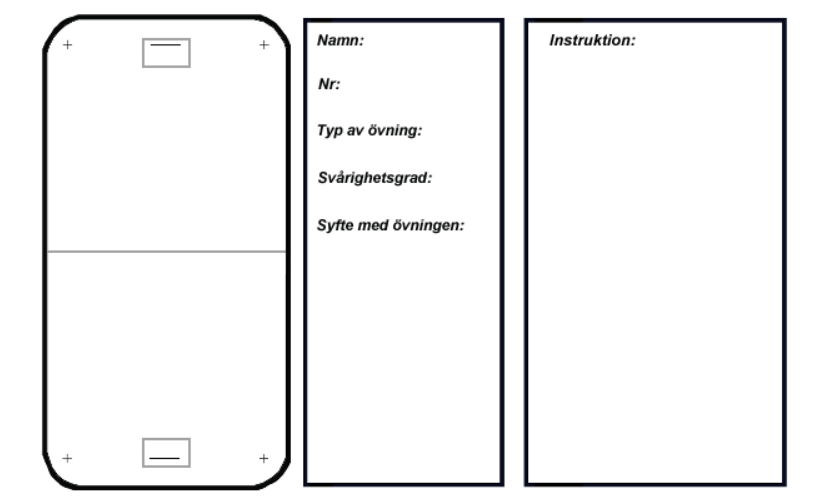 Namn:
Nr:
Typ av övning:
Svårighetsgrad:
Syfte med övningen:
Instruktion: